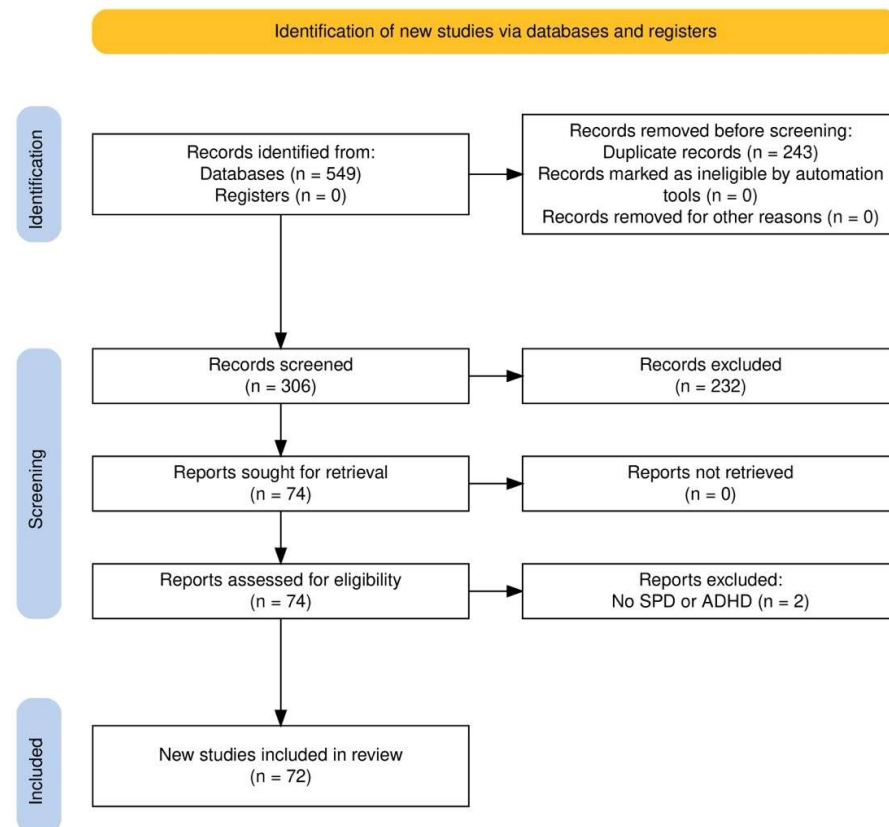 Identification of new studies via databases and registers
Identification
Records identified from:
Databases (n = 549)
Registers (n = 0)
Records removed before screening:
Duplicate records (n = 243)
Records marked as ineligible by automation
tools (n = 0)
Records removed for other reasons (n = 0)
Screening
Records screened
(n = 306)
Records excluded
(n = 232)
Reports sought for retrieval
(n = 74)
Reports not retrieved
(n = 0)
Reports assessed for eligibility
(n = 74)
Reports excluded:
No SPD or ADHD (n = 2)
Included
New studies included in review
(n = 72)